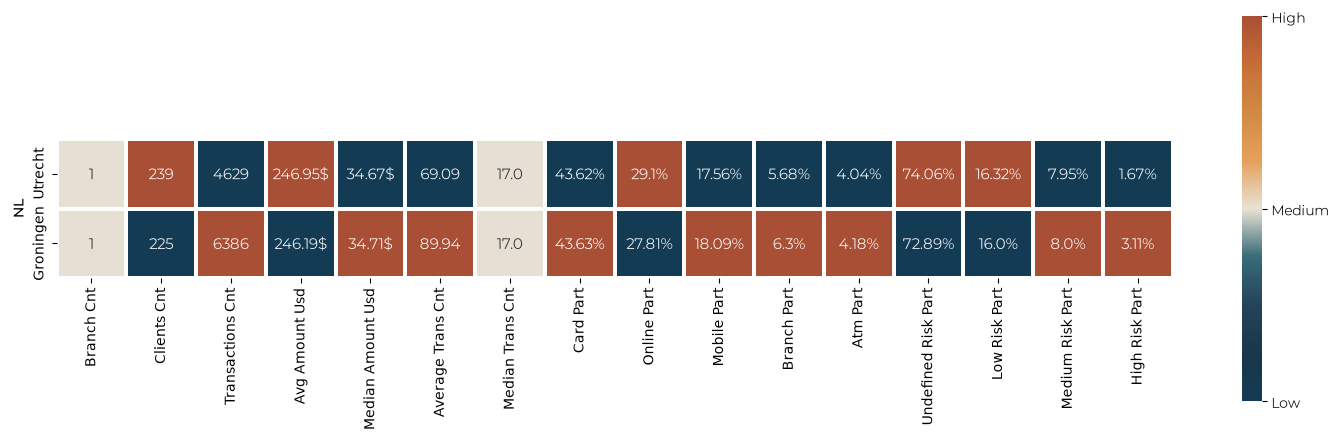 High
Medium
Low
NL
Utrecht
1 239 4629 246.95$ 34.67$ 69.09 17.0 43.62% 29.1% 17.56% 5.68% 4.04% 74.06% 16.32% 7.95% 1.67%
Groningen
1 225 6386 246.19$ 34.71$ 89.94 17.0 43.63% 27.81% 18.09% 6.3% 4.18% 72.89% 16.0% 8.0% 3.11%
Branch Cnt
Clients Cnt
Transactions Cnt
Avg Amount Usd
Median Amount Usd
Average Trans Cnt
Median Trans Cnt
Card Part
Online Part
Mobile Part
Branch Part
Atm Part
Undefined Risk Part
Low Risk Part
Medium Risk Part
High Risk Part